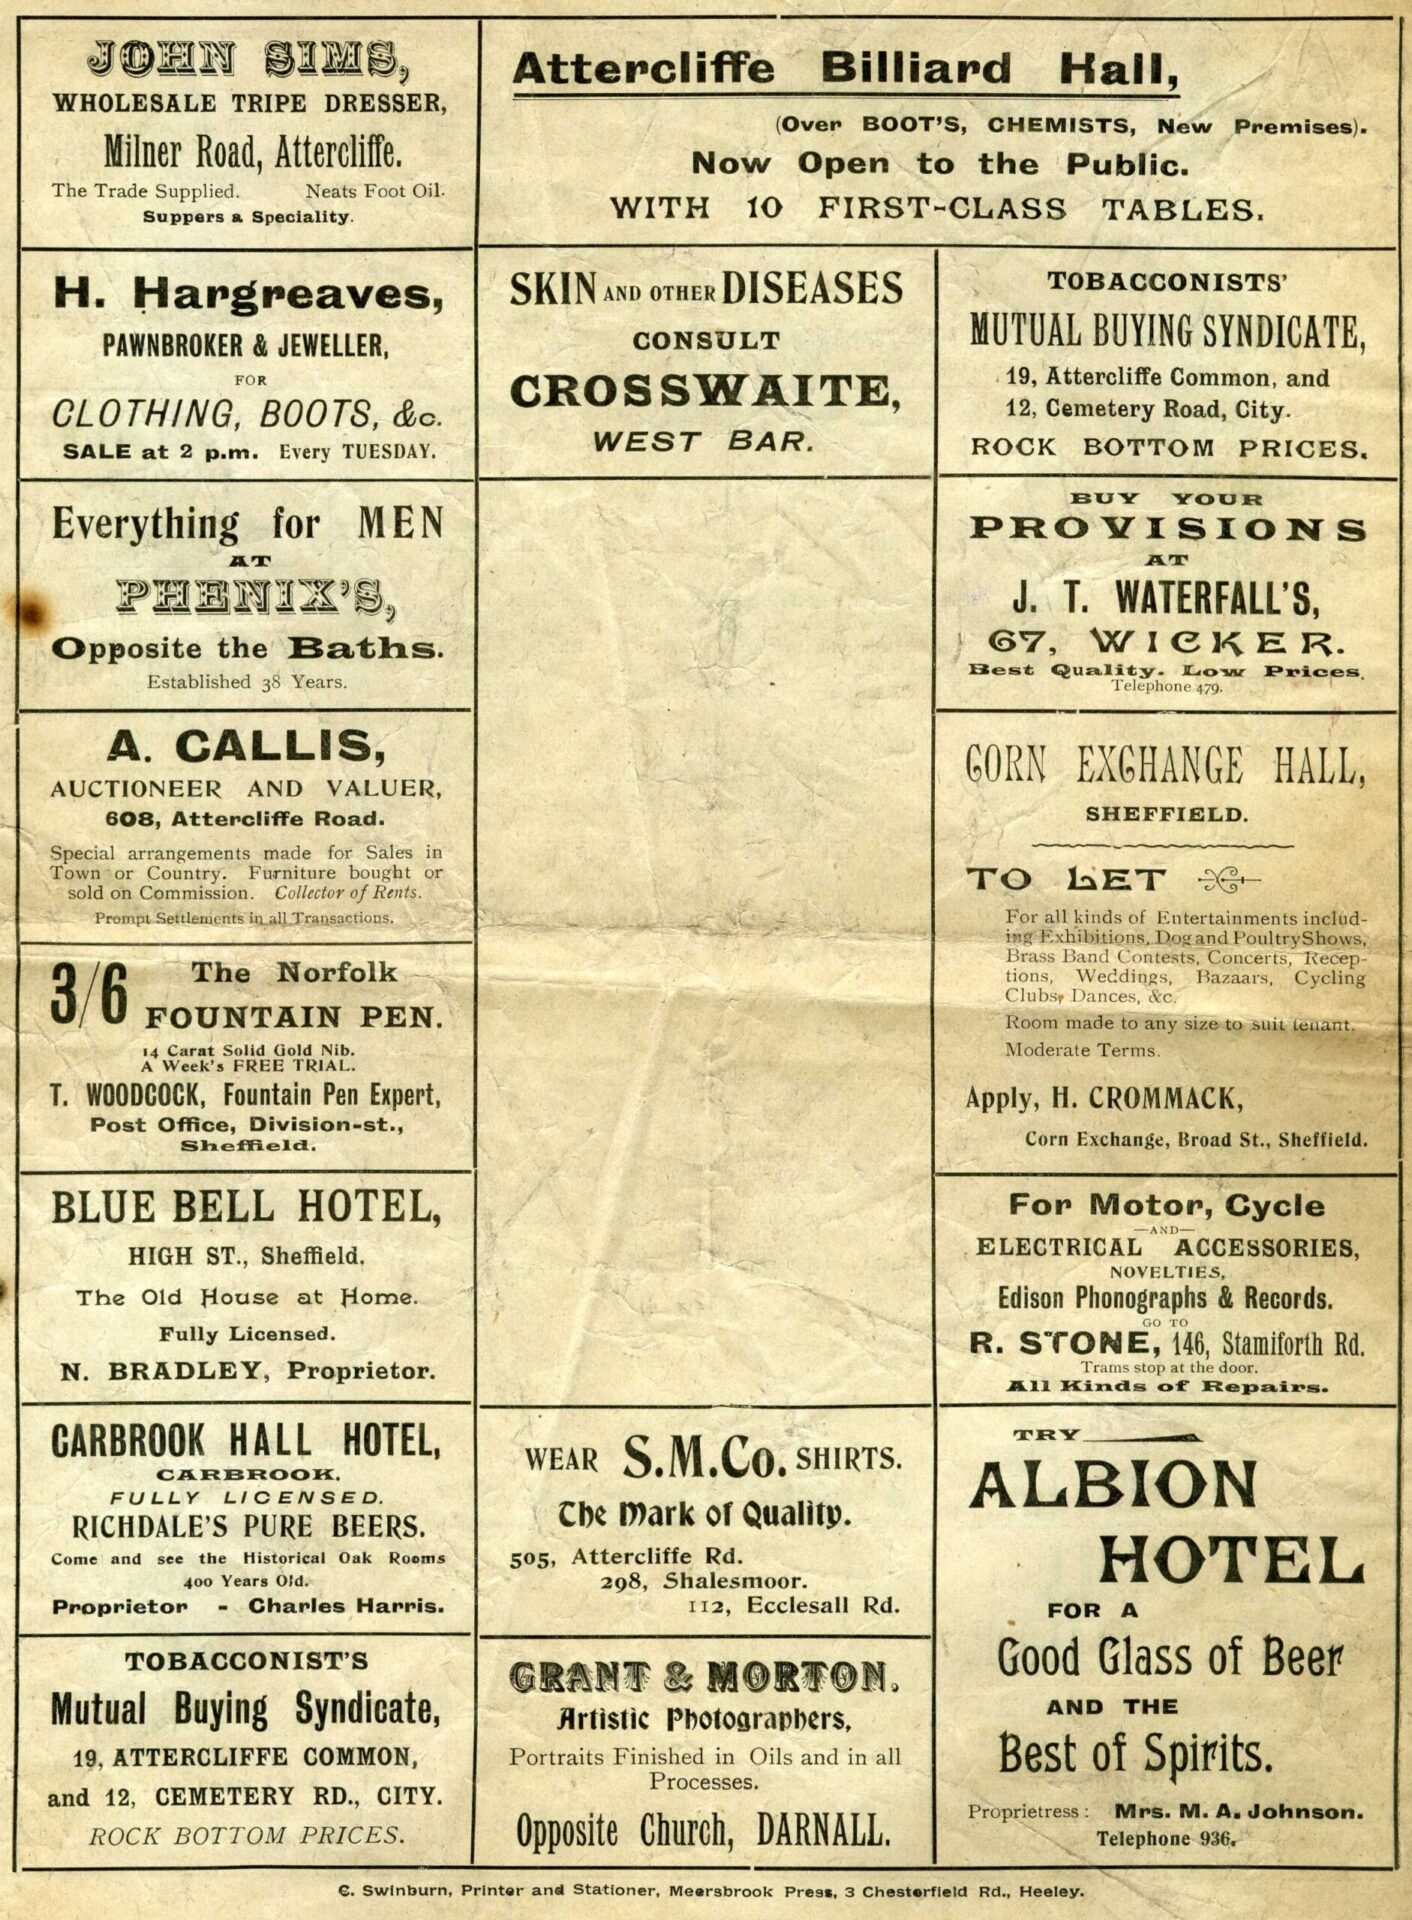 JOHN SIMS,
WHOLESALE TRIPE DRESSER,
Milner Road, Attercliffe.
The Trade Supplied. Neats Foot Oil.
Suppers a Speciality.
Attercliffe Billiard Hall,
(Over BOOT'S, CHEMISTS, New Premises).
Now Open to the Public.
WITH 10 FIRST-CLASS TABLES.
H. Hargreaves,
PAWNBROKER & JEWELLER,
FOR
CLOTHING, BOOTS, &c.
SALE at 2 p.m. Every TUESDAY.
SKIN AND OTHER DISEASES
CONSULT
CROSSWAITE,
WEST BAR.
TOBACCONISTS'
MUTUAL BUYING SYNDICATE,
19, Attercliffe Common, and
12, Cemetery Road, City.
ROCK BOTTOM PRICES.
Everything for MEN
AT
PHENIX'S,
Opposite the Baths.
Established 38 Years.
BUY YOUR
PROVISIONS
AT
J. T. WATERFALL'S,
67, WICKER.
Best Quality. Low Prices.
Telephone 479.
A. CALLIS,
AUCTIONEER AND VALUER,
608, Attercliffe Road.
Special arrangements made for Sales in
Town or Country. Furniture bought or
sold on Commission. Collector of Rents.
Prompt Settlements in all Transactions.
CORN EXCHANGE HALL,
SHEFFIELD.
TO LET
For all kinds of Entertainments includ-
ing Exhibitions, Dog and Poultry Shows,
Brass Band Contests, Concerts, Recep-
tions, Weddings, Bazaars, Cycling
Clubs, Dances, &c.
Room made to any size to suit tenant.
Moderate Terms.
Apply, H. CROMMACK,
Corn Exchange, Broad St., Sheffield.
3/6 The Norfolk
FOUNTAIN PEN.
14 Carat Solid Gold Nib.
A Week's FREE TRIAL.
T. WOODCOCK, Fountain Pen Expert,
Post Office, Division-st.,
Sheffield.
BLUE BELL HOTEL,
HIGH ST., Sheffield.
The Old House at Home.
Fully Licensed.
N. BRADLEY, Proprietor.
For Motor, Cycle
—AND—
ELECTRICAL ACCESSORIES,
NOVELTIES,
Edison Phonographs & Records.
GO TO
R. STONE, 146, Staniforth Rd.
Trams stop at the door.
All Kinds of Repairs.
CARBROOK HALL HOTEL,
CARBROOK.
FULLY LICENSED.
RICHDALE'S PURE BEERS.
Come and see the Historical Oak Rooms
400 Years Old.
Proprietor - Charles Harris.
WEAR S.M.Co. SHIRTS.
The Mark of Quality.
505, Attercliffe Rd.
298, Shalesmoor.
112, Ecclesall Rd.
TRY
ALBION
HOTEL
FOR A
Good Glass of Beer
AND THE
Best of Spirits.
Proprietress: Mrs. M. A. Johnson.
Telephone 936.
TOBACCONIST'S
Mutual Buying Syndicate,
19, ATTERCLIFFE COMMON,
and 12, CEMETERY RD., CITY.
ROCK BOTTOM PRICES.
GRANT & MORTON.
Artistic Photographers,
Portraits Finished in Oils and in all
Processes.
Opposite Church, DARNALL.
C. Swinburn, Printer and Stationer, Meersbrook Press, 3 Chesterfield Rd., Heeley.